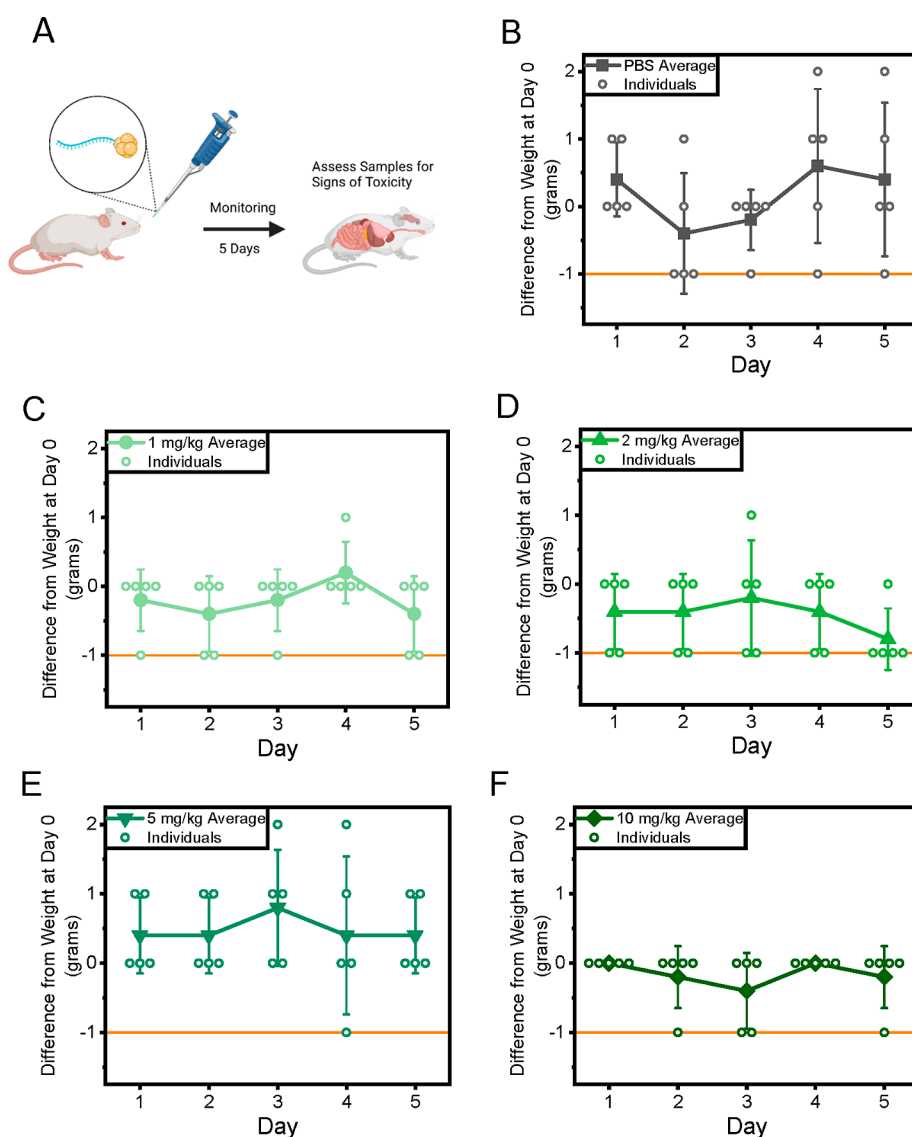 A
Monitoring
5 Days
Assess Samples for
Signs of Toxicity
B
Difference from Weight at Day 0
(grams)
PBS Average
Individuals
2
1
0
-1
1 2 3 4 5
Day
C
Difference from Weight at Day 0
(grams)
1 mg/kg Average
Individuals
2
1
0
-1
1 2 3 4 5
Day
D
Difference from Weight at Day 0
(grams)
2 mg/kg Average
Individuals
2
1
0
-1
1 2 3 4 5
Day
E
Difference from Weight at Day 0
(grams)
5 mg/kg Average
Individuals
2
1
0
-1
1 2 3 4 5
Day
F
Difference from Weight at Day 0
(grams)
10 mg/kg Average
Individuals
2
1
0
-1
1 2 3 4 5
Day